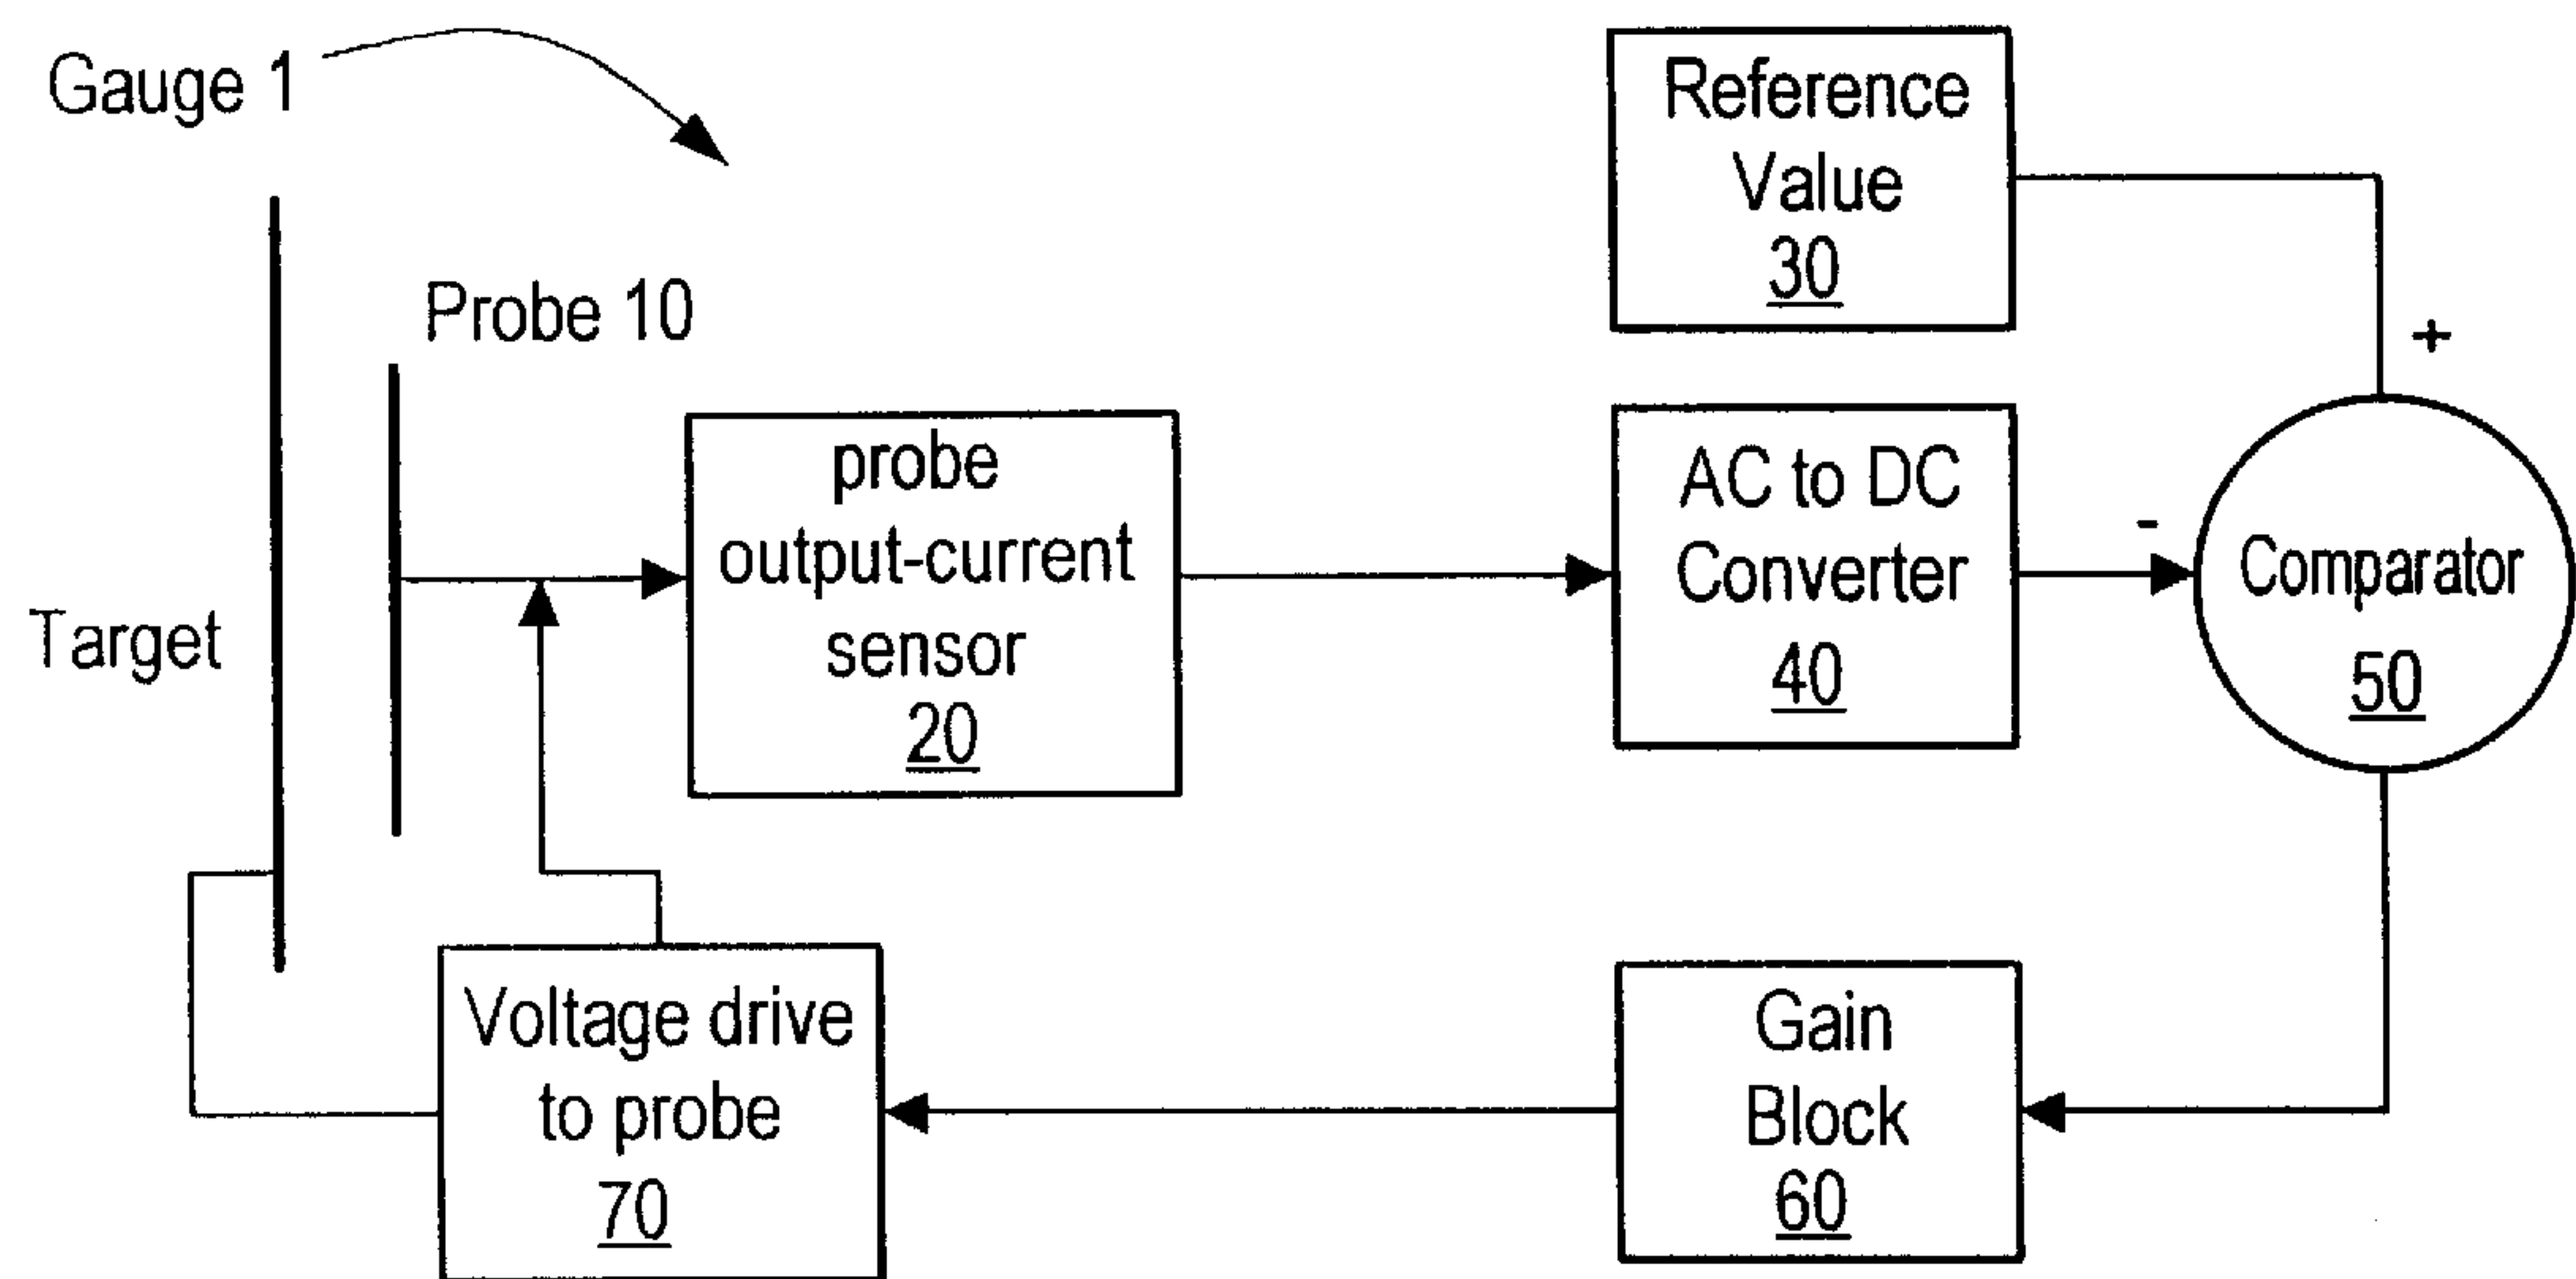 Gauge 1
Reference
Value
30
+
Probe 10
probe
output-current
sensor
20
AC to DC
Converter
40
-
Comparator
50
Target
Voltage drive
to probe
70
Gain
Block
60